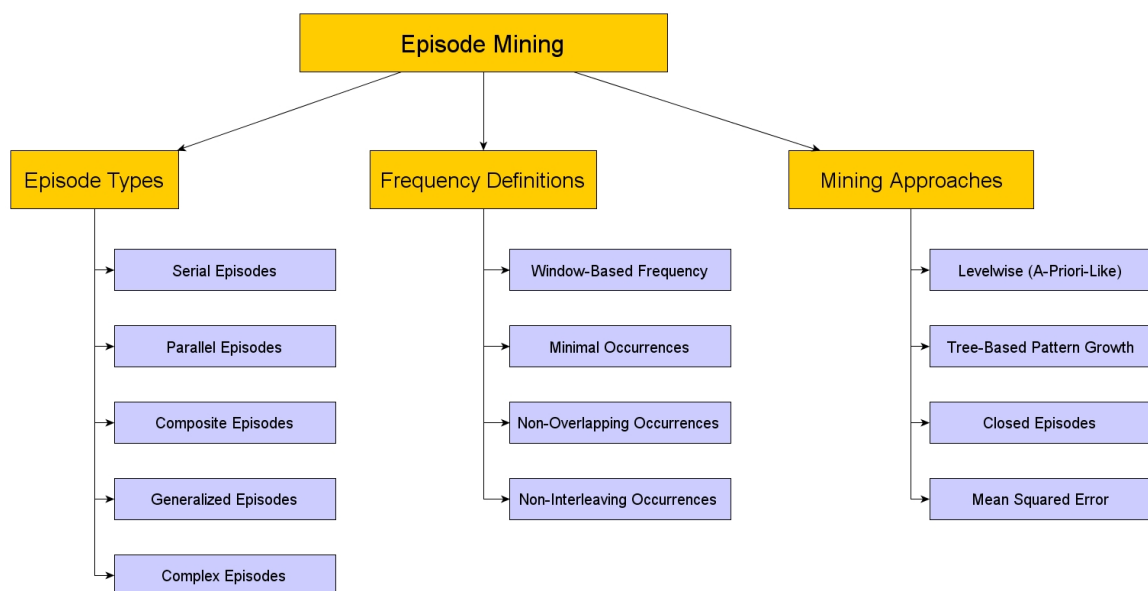 Episode Mining
Episode Types
Frequency Definitions
Mining Approaches
Serial Episodes
Window-Based Frequency
Levelwise (A-Priori-Like)
Parallel Episodes
Minimal Occurrences
Tree-Based Pattern Growth
Composite Episodes
Non-Overlapping Occurrences
Closed Episodes
Generalized Episodes
Non-Interleaving Occurrences
Mean Squared Error
Complex Episodes